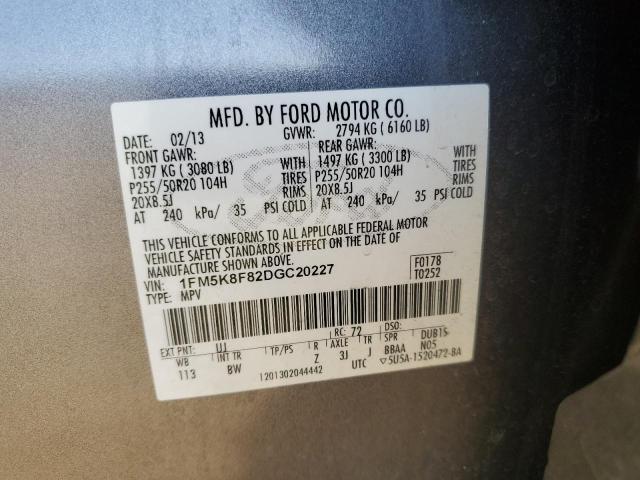 MFD. BY FORD MOTOR CO.
DATE: 02/13 GVWR: 2794 KG ( 6160 LB)
FRONT GAWR: REAR GAWR:
1397 KG ( 3080 LB) WITH 1497 KG ( 3300 LB) WITH
P255/50R20 104H TIRES P255/50R20 104H TIRES
20X8.5J RIMS 20X8.5J RIMS
AT 240 kPa/ 35 PSI COLD AT 240 kPa/ 35 PSI COLD
THIS VEHICLE CONFORMS TO ALL APPLICABLE FEDERAL MOTOR
VEHICLE SAFETY STANDARDS IN EFFECT ON THE DATE OF
MANUFACTURE SHOWN ABOVE.
VIN: 1FM5K8F82DGC20227 F0178
TYPE: MPV T0252
EXT PNT: UJ RC: 72 DSO:
WB INT TR TP/PS R AXLE TR SPR DUB1S
113 BW Z 3J J BBAA N05
1201302044442 UTC ▽5U5A-1520472-BA